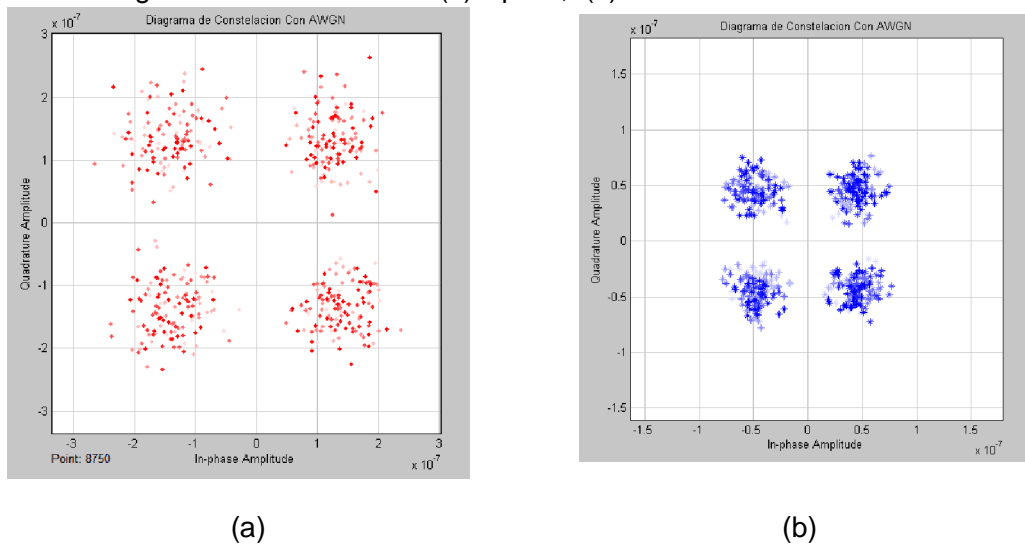 Diagrama de Constelacion Con AWGN
x 10^-7
3
2
1
0
-1
-2
-3
Quadrature Amplitude
-3 -2 -1 0 1 2 3
Point: 8750
In-phase Amplitude
x 10^-7
(a)
Diagrama de Constelacion Con AWGN
x 10^-7
1.5
1
0.5
0
-0.5
-1
-1.5
Quadrature Amplitude
-1.5 -1 -0.5 0 0.5 1 1.5
In-phase Amplitude
x 10^-7
(b)